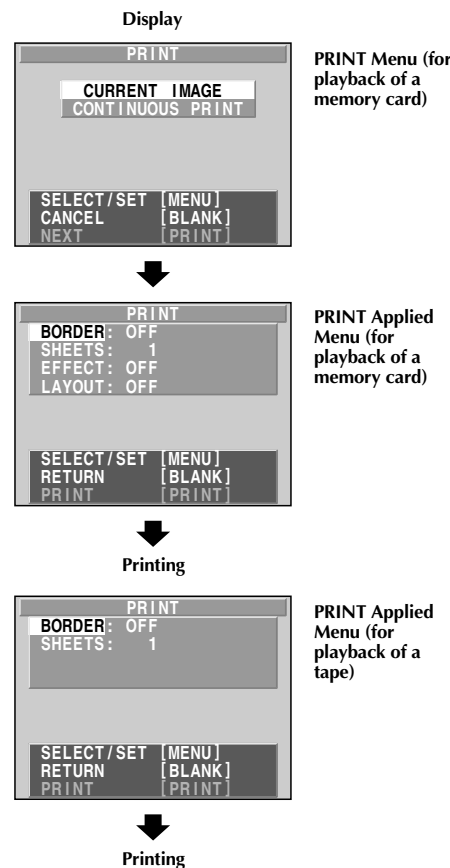 Display
PRINT
CURRENT IMAGE
CONTINUOUS PRINT
SELECT/SET [MENU]
CANCEL [BLANK]
NEXT [PRINT]
PRINT Menu (for
playback of a
memory card)
PRINT
BORDER: OFF
SHEETS: 1
EFFECT: OFF
LAYOUT: OFF
SELECT/SET [MENU]
RETURN [BLANK]
PRINT [PRINT]
PRINT Applied
Menu (for
playback of a
memory card)
Printing
PRINT
BORDER: OFF
SHEETS: 1
SELECT/SET [MENU]
RETURN [BLANK]
PRINT [PRINT]
PRINT Applied
Menu (for
playback of a
tape)
Printing